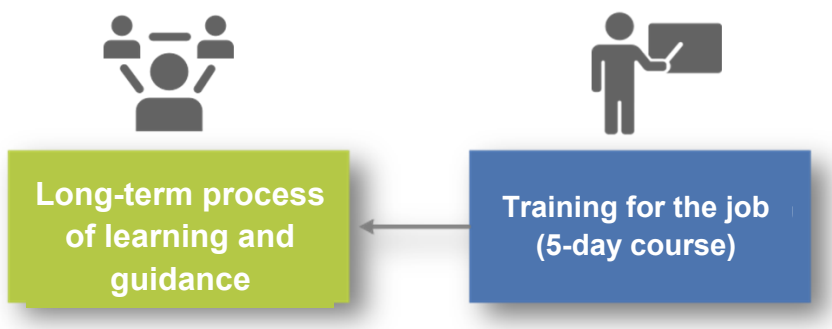 Long-term process
of learning and
guidance
Training for the job
(5-day course)